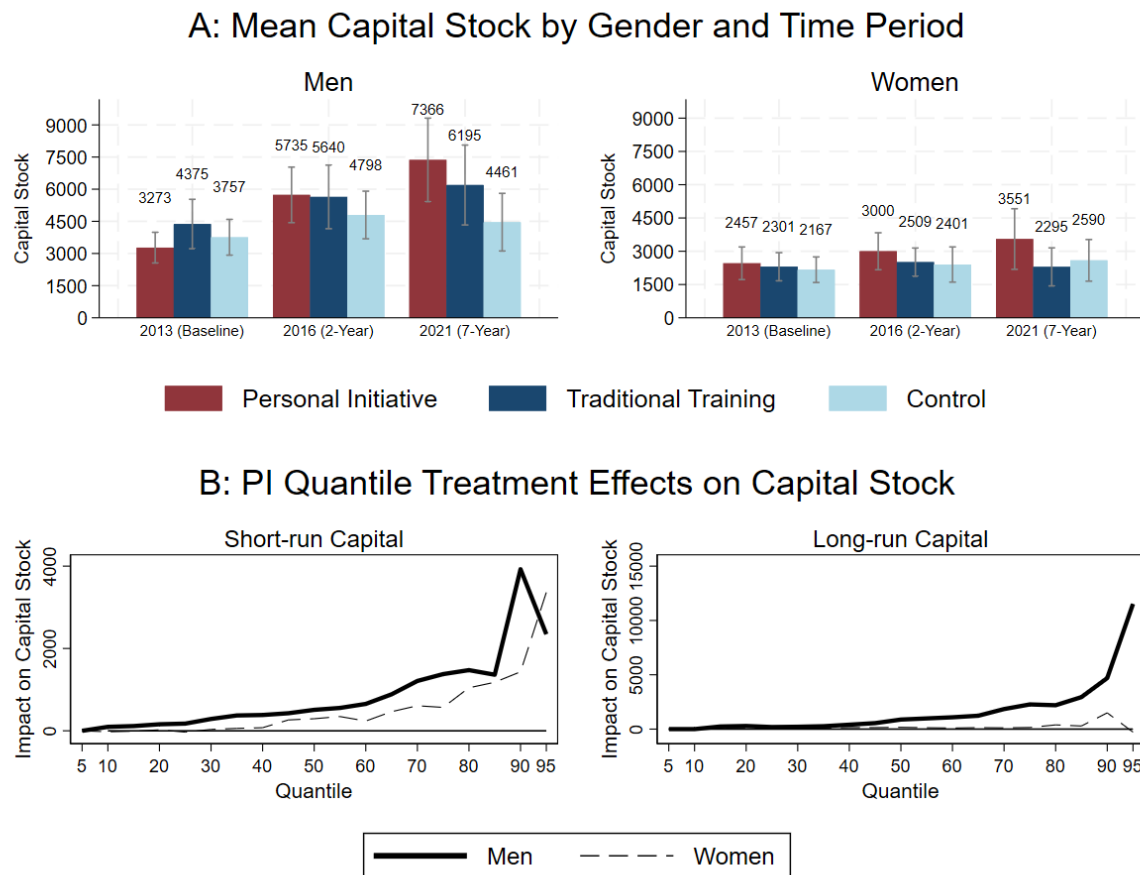 A: Mean Capital Stock by Gender and Time Period
Men
Capital Stock
9000
7500
6000
4500
3000
1500
0
3273
4375
3757
5735
5640
4798
7366
6195
4461
2013 (Baseline)
2016 (2-Year)
2021 (7-Year)
Women
Capital Stock
9000
7500
6000
4500
3000
1500
0
2457
2301
2167
3000
2509
2401
3551
2295
2590
2013 (Baseline)
2016 (2-Year)
2021 (7-Year)
Personal Initiative
Traditional Training
Control
B: PI Quantile Treatment Effects on Capital Stock
Short-run Capital
Impact on Capital Stock
4000
2000
0
5 10 20 30 40 50 60 70 80 90 95
Quantile
Long-run Capital
Impact on Capital Stock
15000
10000
5000
0
5 10 20 30 40 50 60 70 80 90 95
Quantile
Men
Women